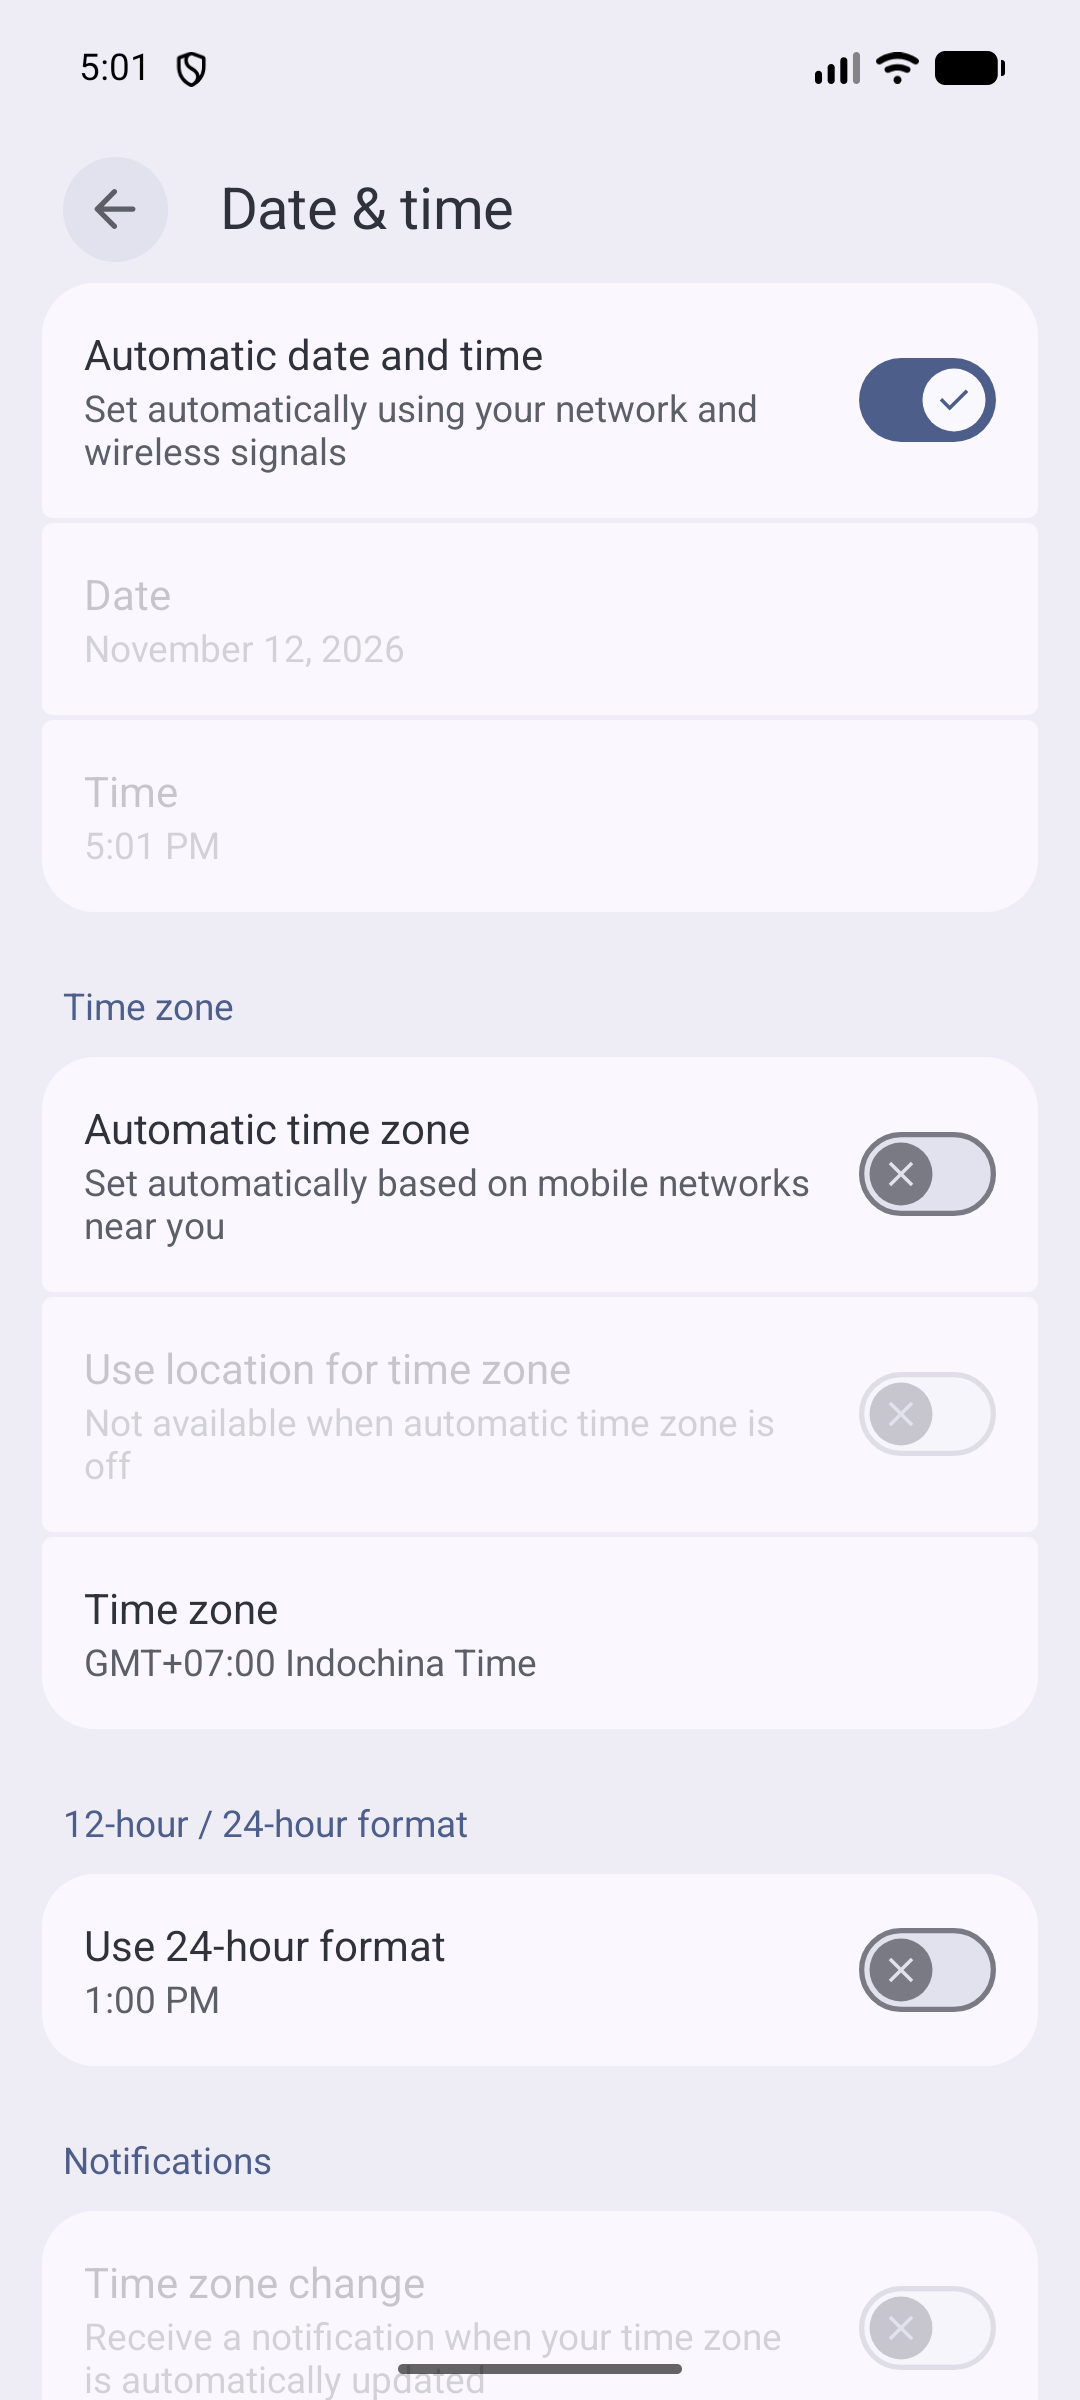 5:01
Date & time
Automatic date and time
Set automatically using your network and
wireless signals
Date
November 12, 2026
Time
5:01 PM
Time zone
Automatic time zone
Set automatically based on mobile networks
near you
Use location for time zone
Not available when automatic time zone is
off
Time zone
GMT+07:00 Indochina Time
12-hour / 24-hour format
Use 24-hour format
1:00 PM
Notifications
Time zone change
Receive a notification when your time zone
is automatically updated